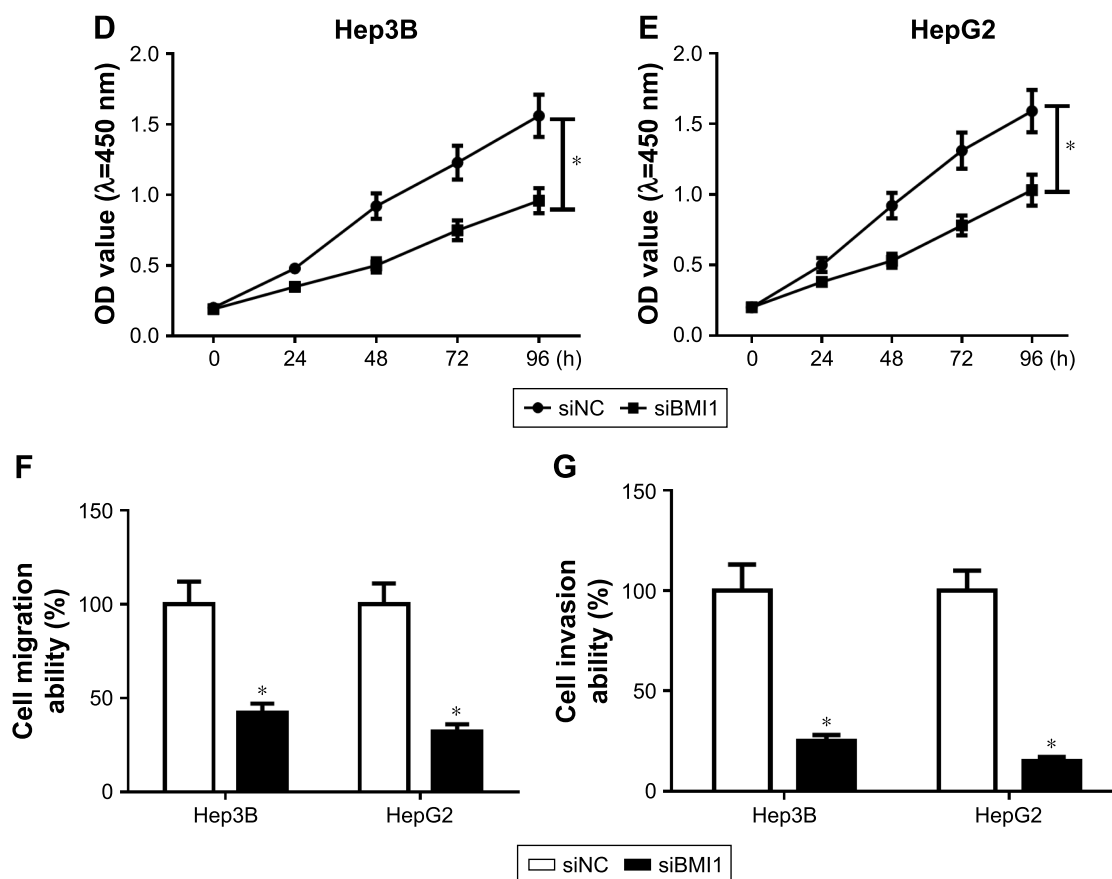 D
Hep3B
OD value (λ=450 nm)
2.0
1.5
1.0
0.5
0.0
*
0 24 48 72 96 (h)
E
HepG2
OD value (λ=450 nm)
2.0
1.5
1.0
0.5
0.0
*
0 24 48 72 96 (h)
siNC siBMI1
F
Cell migration
ability (%)
150
100
50
0
*
*
Hep3B HepG2
G
Cell invasion
ability (%)
150
100
50
0
*
*
Hep3B HepG2
siNC siBMI1